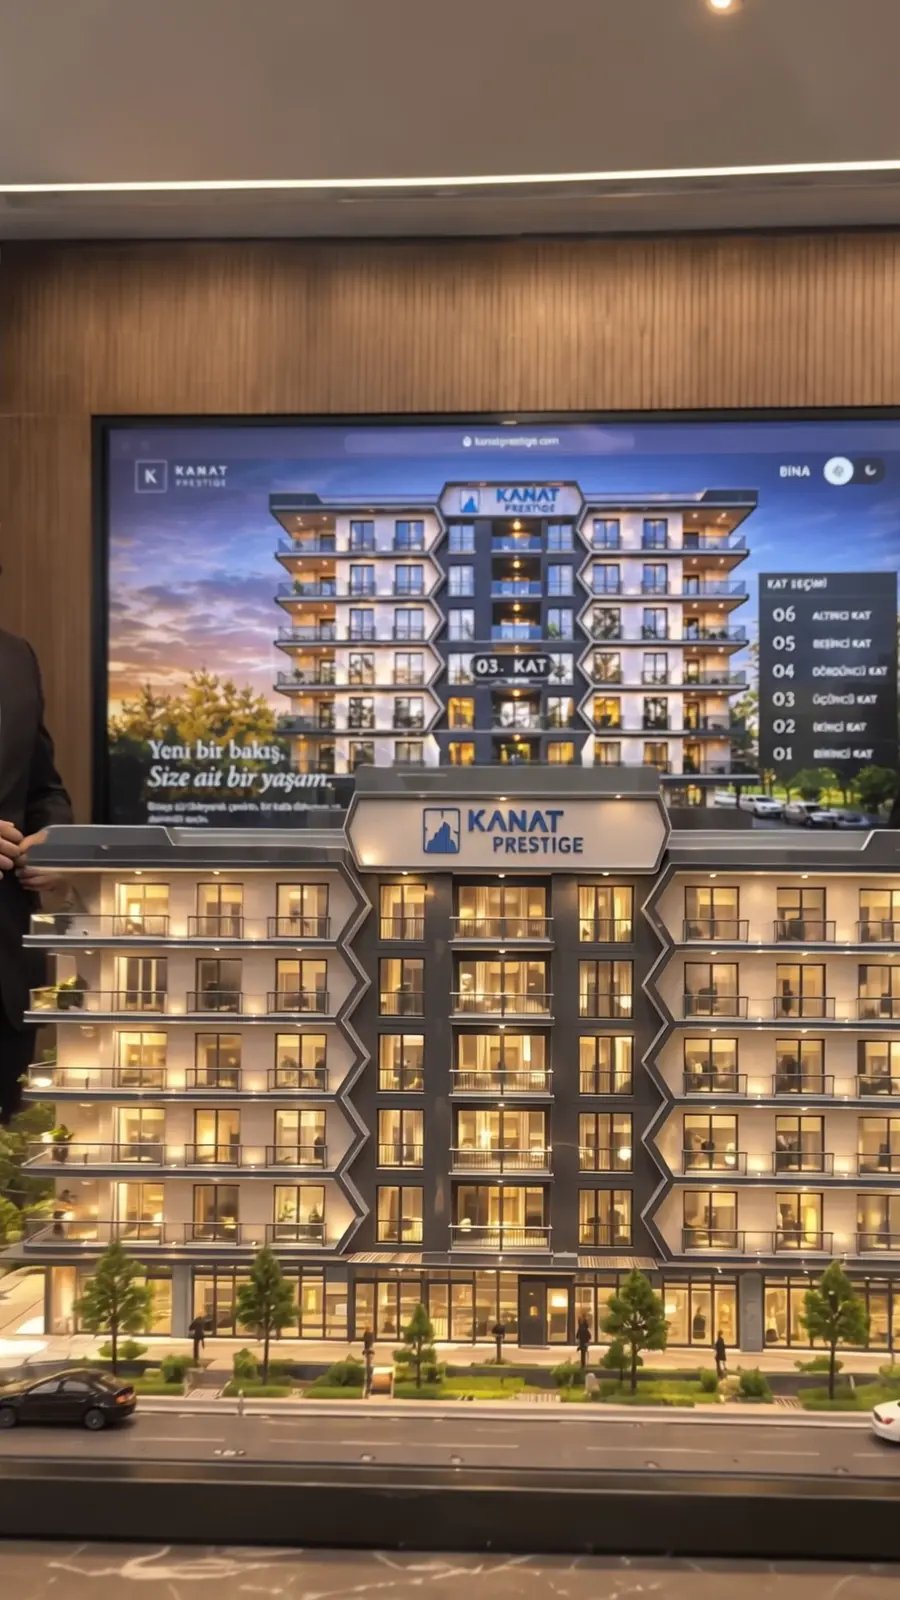 kanatprestige.com
K KANAT
PRESTIGE
BINA
KANAT
PRESTIGE
KAT SEÇİMİ
06 ALTINCI KAT
05 BEŞİNCİ KAT
04 DÖRDÜNCÜ KAT
03 ÜÇÜNCÜ KAT
02 İKİNCİ KAT
01 BİRİNCİ KAT
03. KAT
Yeni bir bakış.
Size ait bir yaşam.
KANAT
PRESTIGE